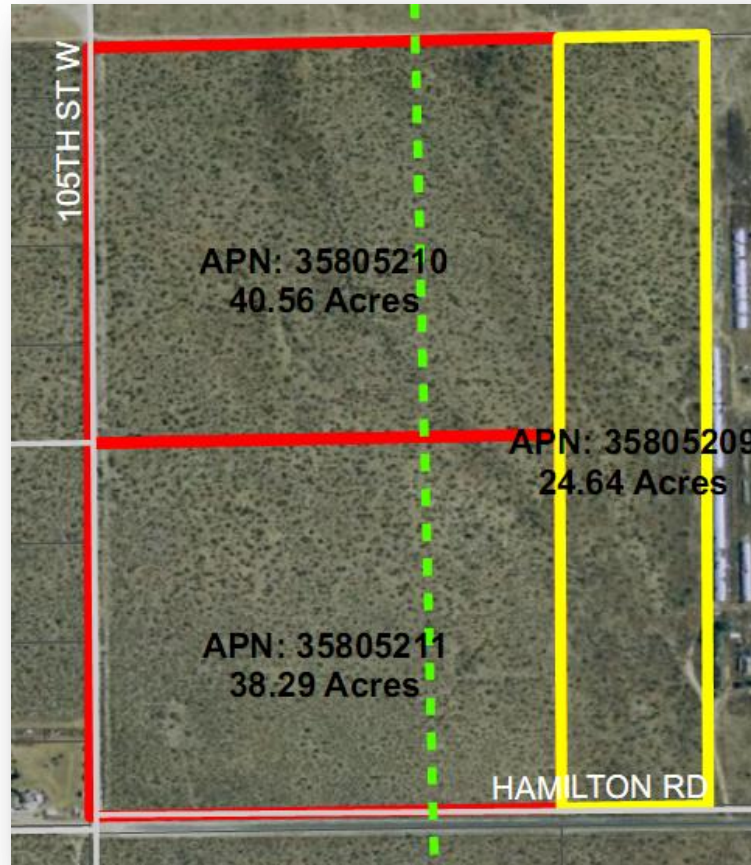 105TH ST W
APN: 35805210
40.56 Acres
APN: 35805209
24.64 Acres
APN: 35805211
38.29 Acres
HAMILTON RD